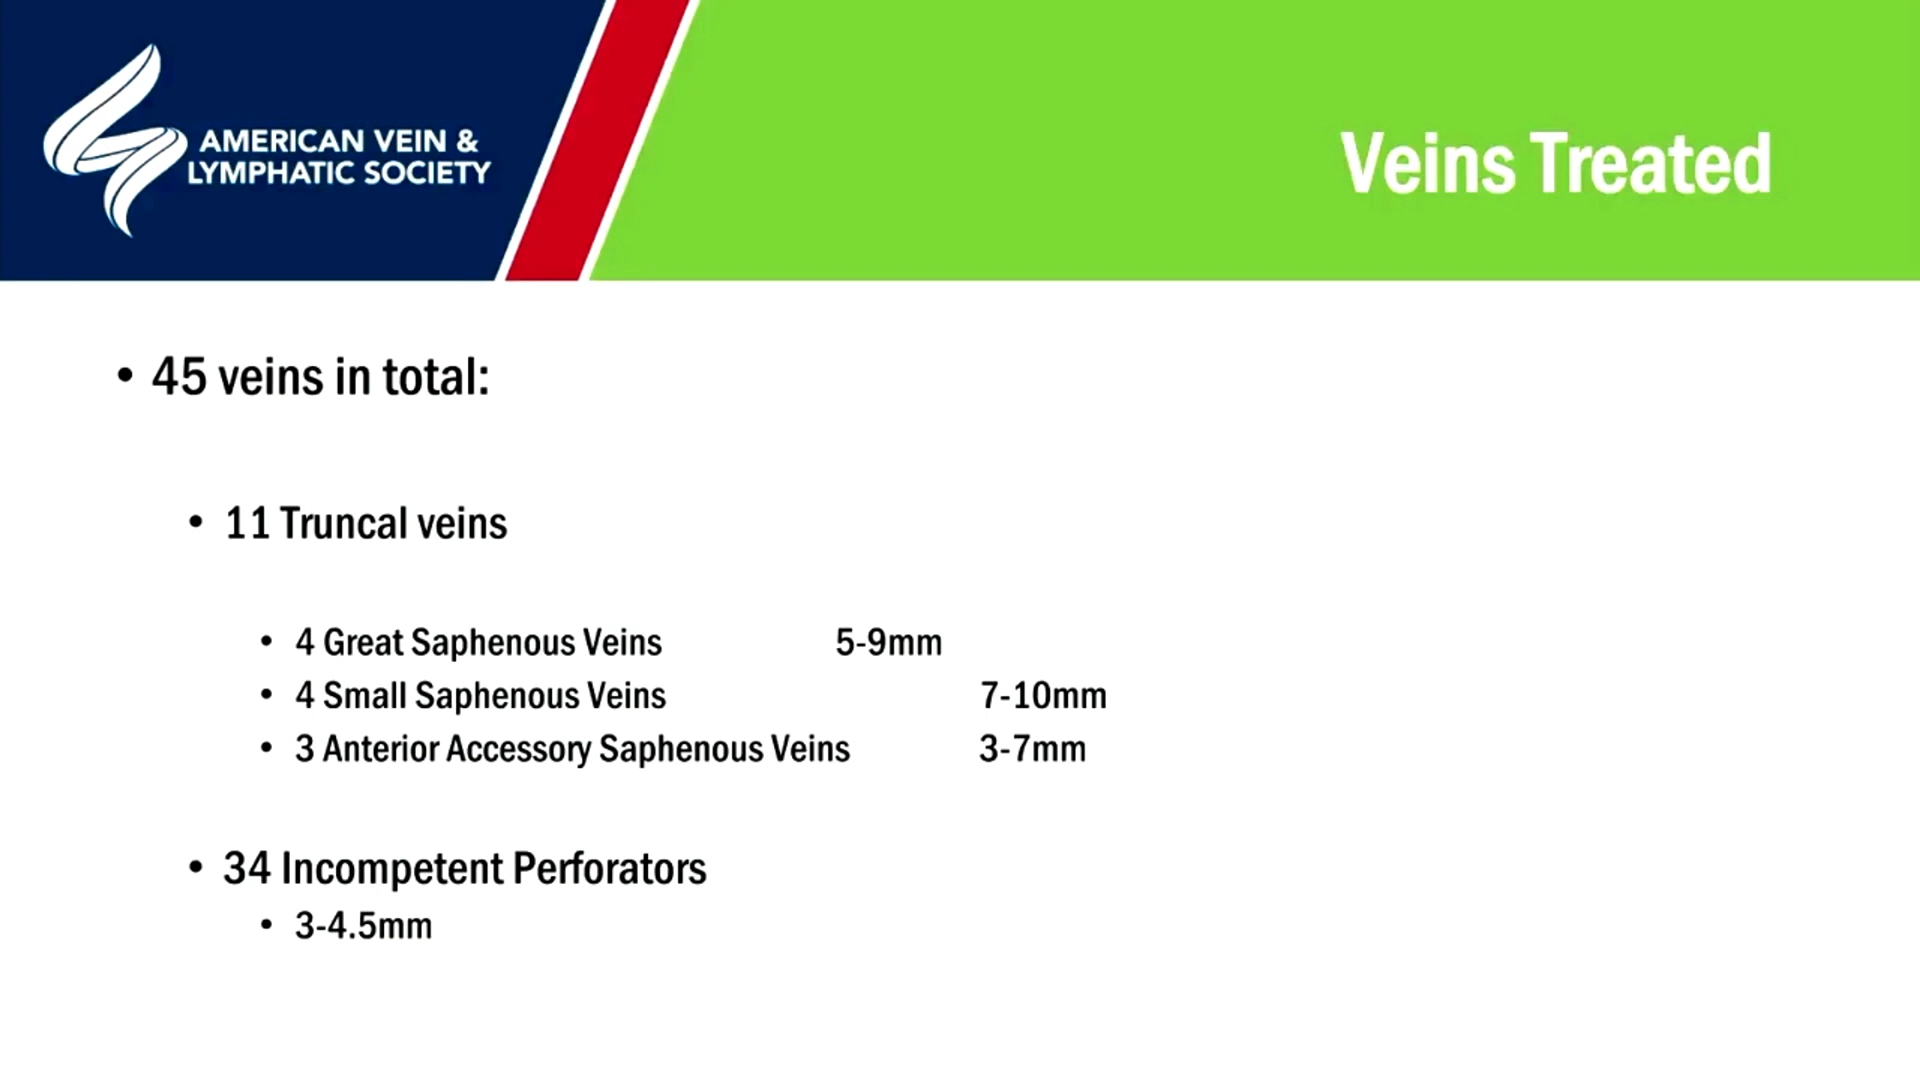 AMERICAN VEIN &
LYMPHATIC SOCIETY
Veins Treated
• 45 veins in total:
• 11 Truncal veins
• 4 Great Saphenous Veins 5-9mm
• 4 Small Saphenous Veins 7-10mm
• 3 Anterior Accessory Saphenous Veins 3-7mm
• 34 Incompetent Perforators
• 3-4.5mm